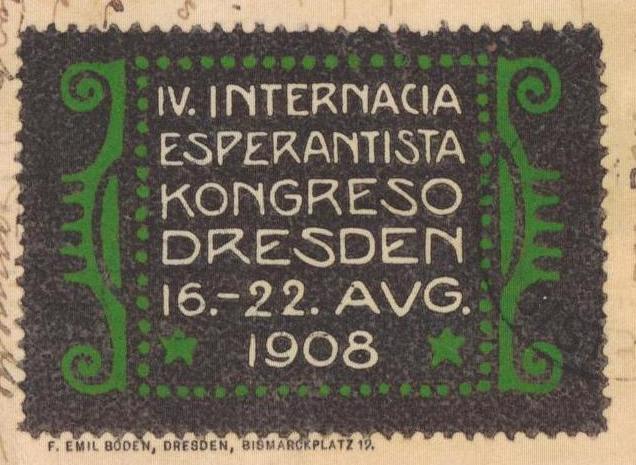 IV. INTERNACIA
ESPERANTISTA
KONGRESO
DRESDEN
16.-22. AVG.
1908
F. EMIL BODEN, DRESDEN, BISMARCKPLATZ 12.